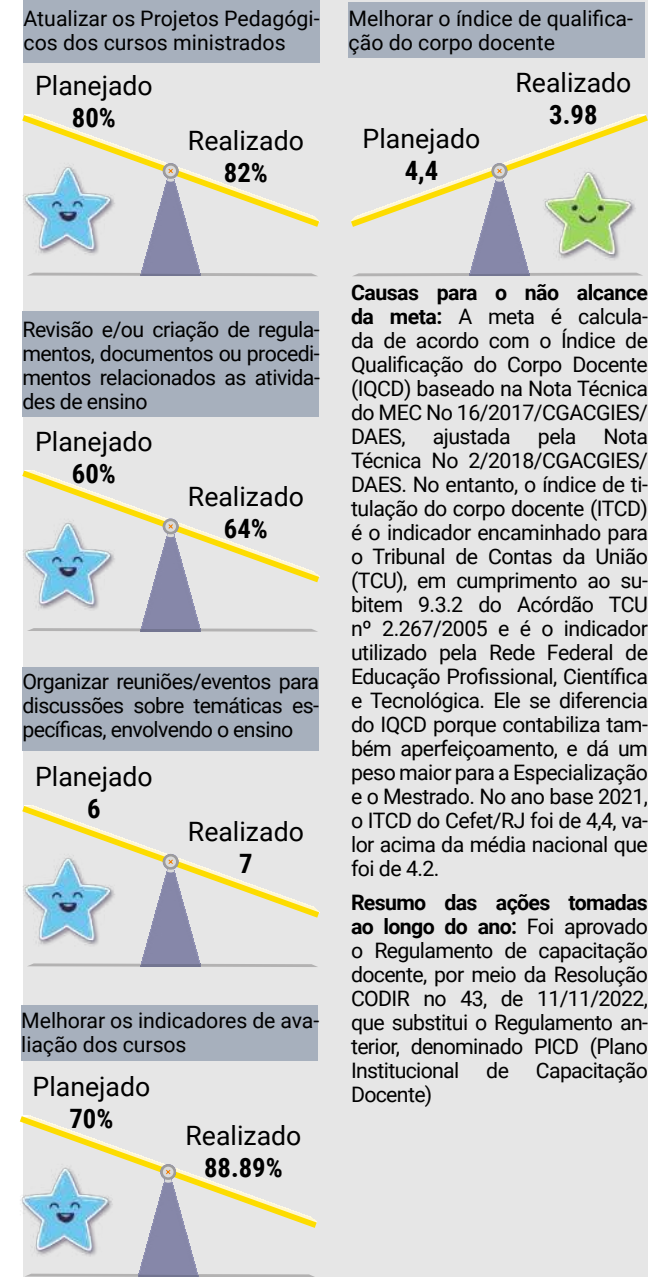 Atualizar os Projetos Pedagógi-
cos dos cursos ministrados
Planejado
80%
Realizado
82%
Revisão e/ou criação de regula-
mentos, documentos ou procedi-
mentos relacionados as ativida-
des de ensino
Planejado
60%
Realizado
64%
Organizar reuniões/eventos para
discussões sobre temáticas es-
pecíficas, envolvendo o ensino
Planejado
6
Realizado
7
Melhorar os indicadores de ava-
liação dos cursos
Planejado
70%
Realizado
88.89%
Melhorar o índice de qualifica-
ção do corpo docente
Realizado
3.98
Planejado
4,4
Causas para o não alcance
da meta: A meta é calcula-
da de acordo com o Índice de
Qualificação do Corpo Docente
(IQCD) baseado na Nota Técnica
do MEC No 16/2017/CGACGIES/
DAES, ajustada pela Nota
Técnica No 2/2018/CGACGIES/
DAES. No entanto, o índice de ti-
tulação do corpo docente (ITCD)
é o indicador encaminhado para
o Tribunal de Contas da União
(TCU), em cumprimento ao su-
bitem 9.3.2 do Acórdão TCU
nº 2.267/2005 e é o indicador
utilizado pela Rede Federal de
Educação Profissional, Científica
e Tecnológica. Ele se diferencia
do IQCD porque contabiliza tam-
bém aperfeiçoamento, e dá um
peso maior para a Especialização
e o Mestrado. No ano base 2021,
o ITCD do Cefet/RJ foi de 4,4, va-
lor acima da média nacional que
foi de 4.2.
Resumo das ações tomadas
ao longo do ano: Foi aprovado
o Regulamento de capacitação
docente, por meio da Resolução
CODIR no 43, de 11/11/2022,
que substitui o Regulamento an-
terior, denominado PICD (Plano
Institucional de Capacitação
Docente)